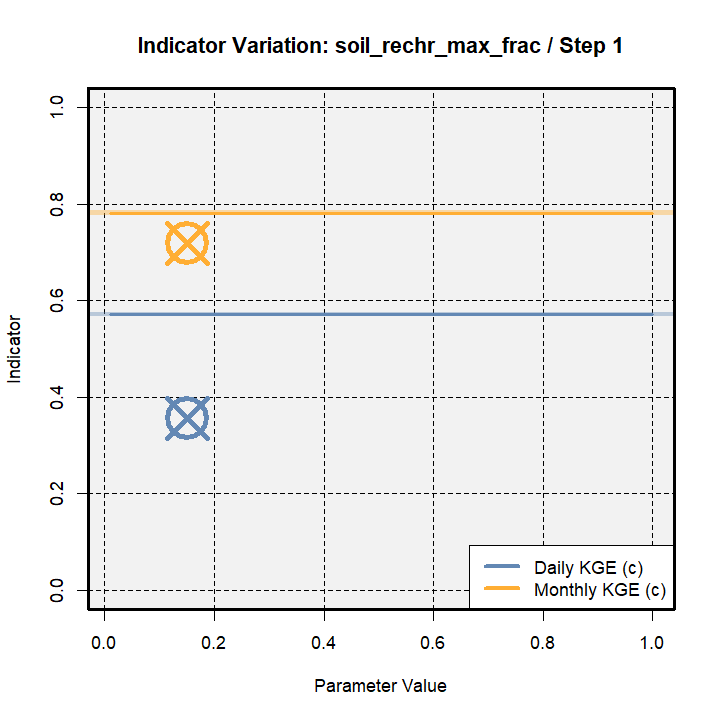 Indicator Variation: soil_rechr_max_frac / Step 1
1.0
0.8
0.6
0.4
0.2
0.0
Indicator
Daily KGE (c)
Monthly KGE (c)
0.0 0.2 0.4 0.6 0.8 1.0
Parameter Value